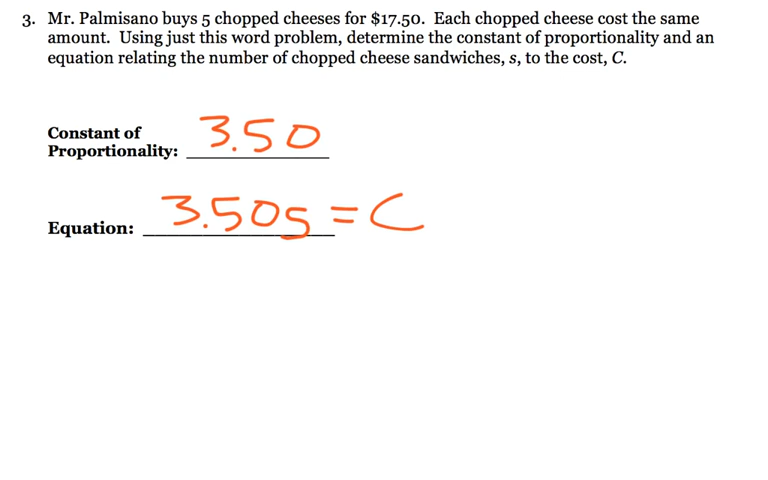 3. Mr. Palmisano buys 5 chopped cheeses for $17.50. Each chopped cheese cost the same
amount. Using just this word problem, determine the constant of proportionality and an
equation relating the number of chopped cheese sandwiches, s, to the cost, C.
Constant of
Proportionality: 3.50
Equation: 3.50s = C